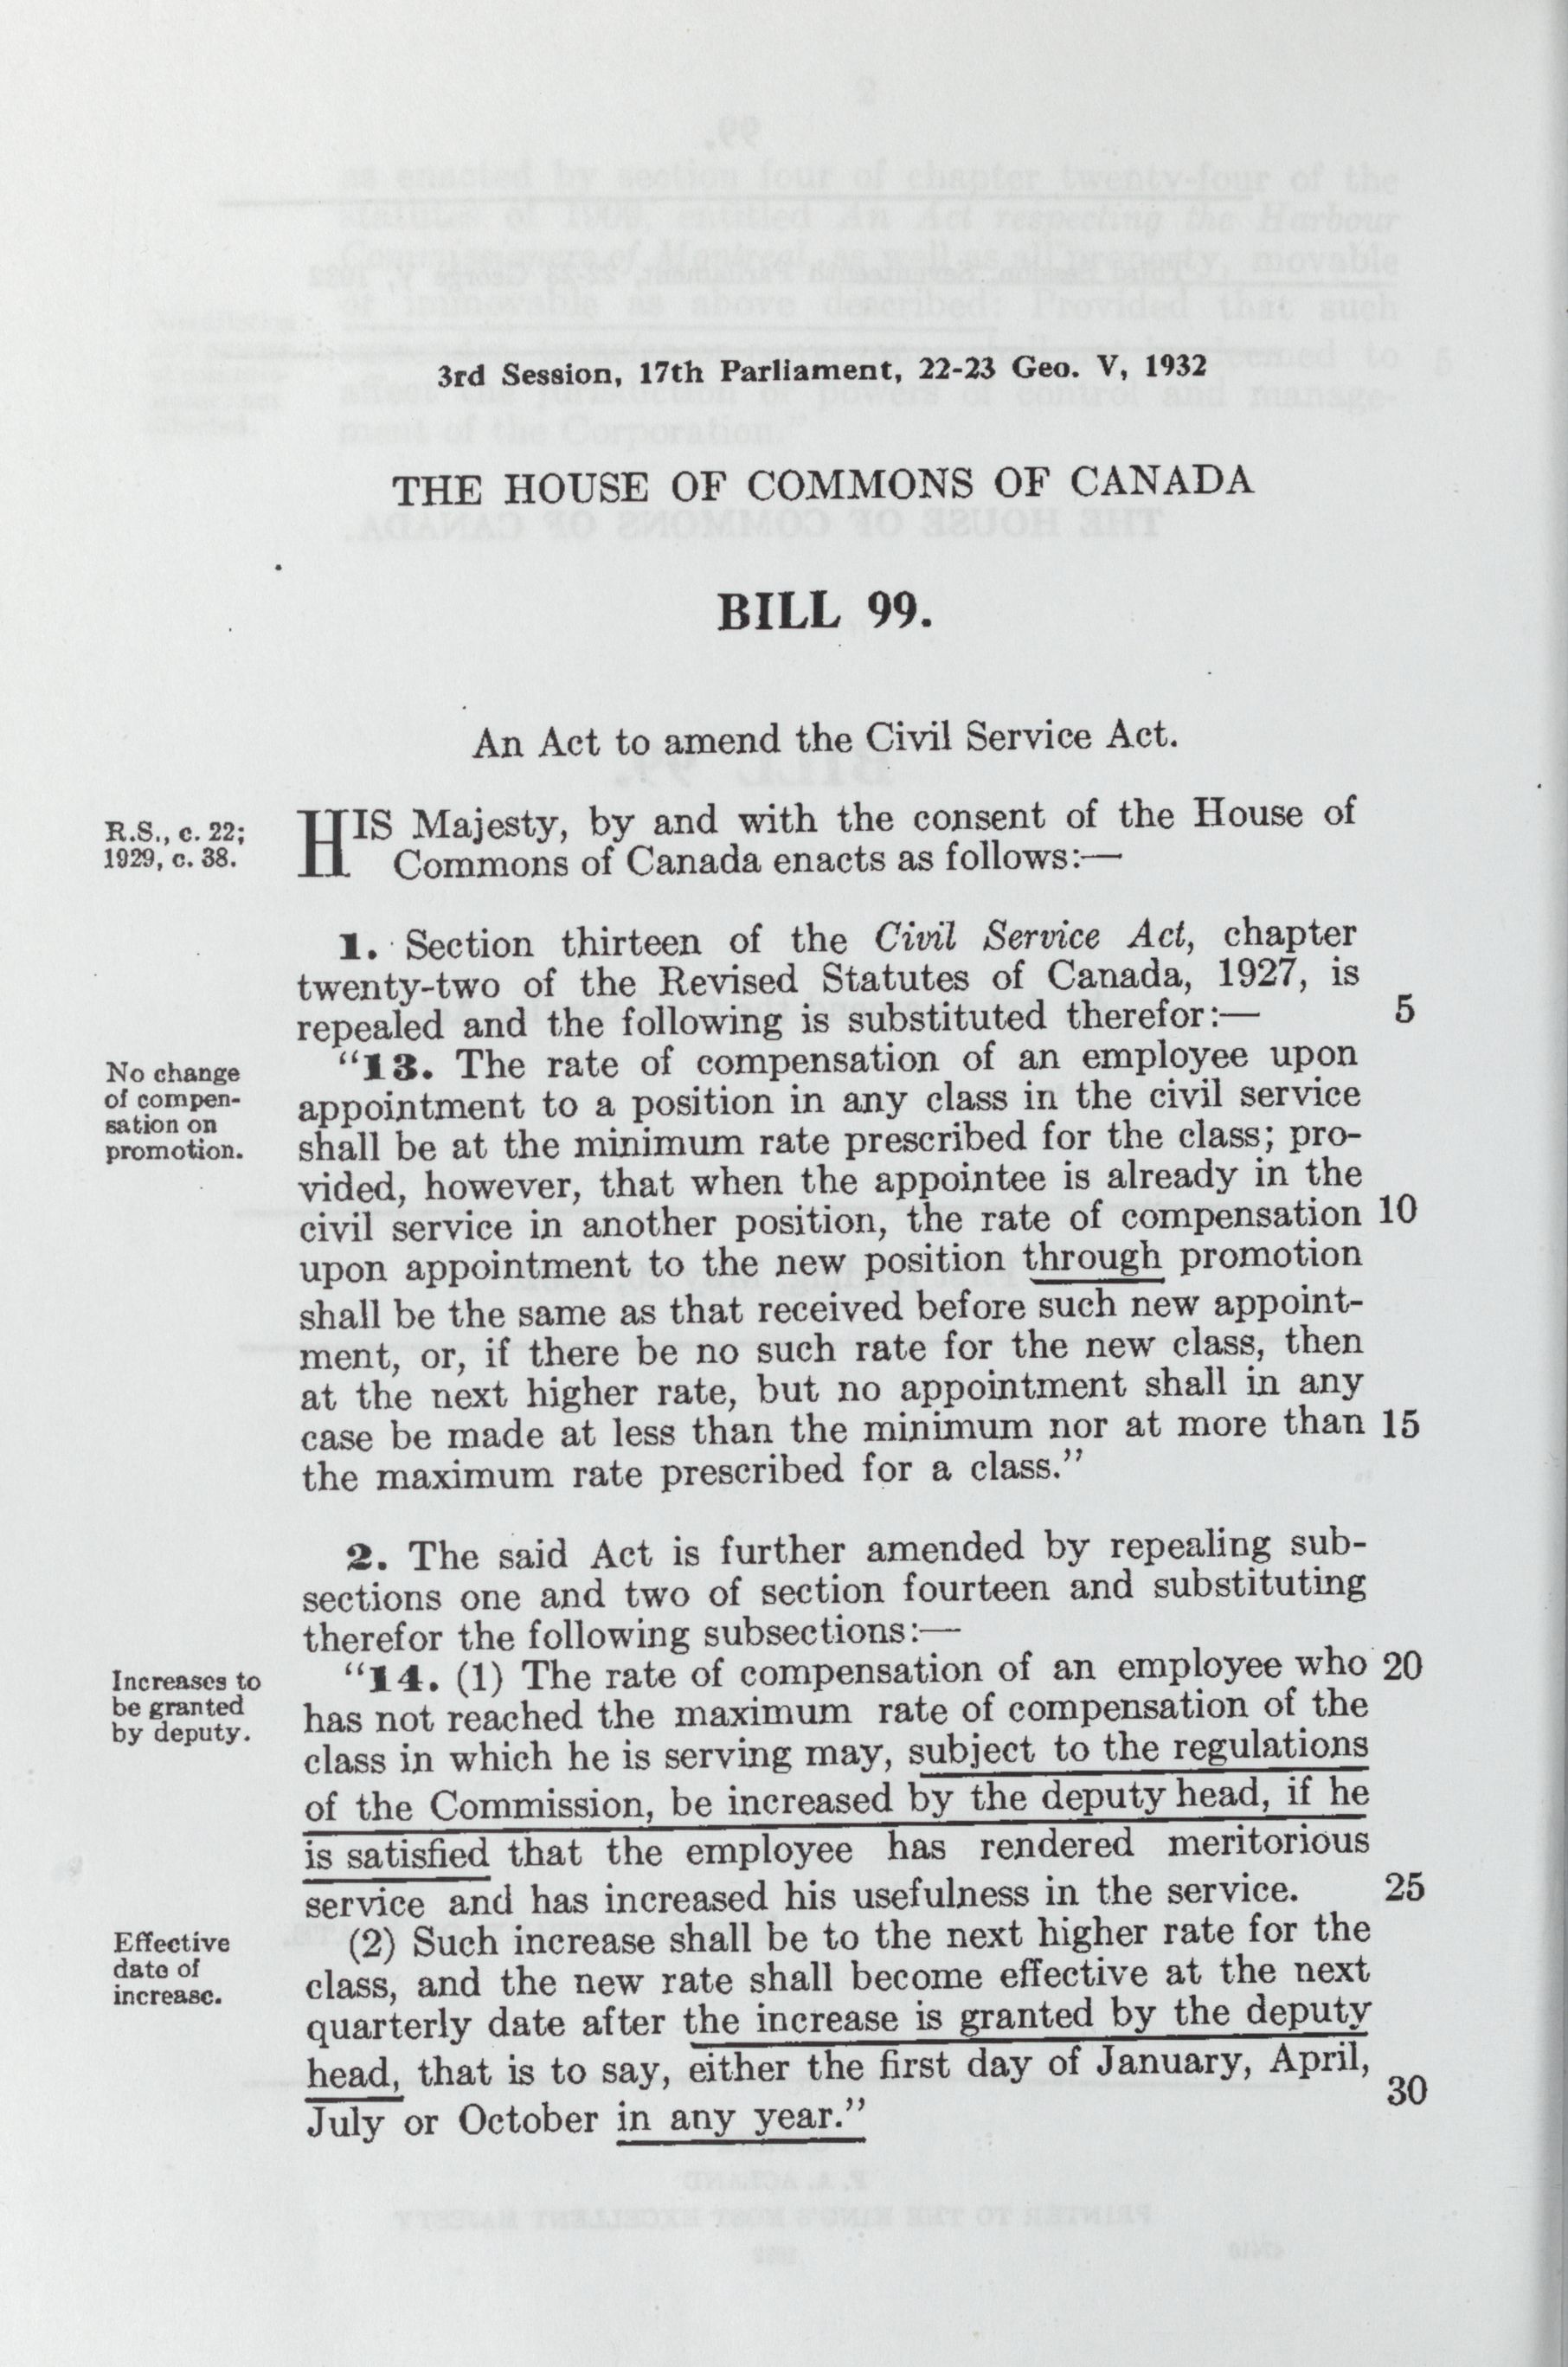 3rd Session, 17th Parliament, 22-23 Geo. V, 1932
THE HOUSE OF COMMONS OF CANADA
BILL 99.
An Act to amend the Civil Service Act.
R.S., c. 22;
1929, c. 38.
HIS Majesty, by and with the consent of the House of
Commons of Canada enacts as follows:—
1. Section thirteen of the Civil Service Act, chapter
twenty-two of the Revised Statutes of Canada, 1927, is
repealed and the following is substituted therefor:— 5
No change
of compen-
sation on
promotion.
“13. The rate of compensation of an employee upon
appointment to a position in any class in the civil service
shall be at the minimum rate prescribed for the class; pro-
vided, however, that when the appointee is already in the
civil service in another position, the rate of compensation 10
upon appointment to the new position through promotion
shall be the same as that received before such new appoint-
ment, or, if there be no such rate for the new class, then
at the next higher rate, but no appointment shall in any
case be made at less than the minimum nor at more than 15
the maximum rate prescribed for a class.”
2. The said Act is further amended by repealing sub-
sections one and two of section fourteen and substituting
therefor the following subsections:—
Increases to
be granted
by deputy.
“14. (1) The rate of compensation of an employee who 20
has not reached the maximum rate of compensation of the
class in which he is serving may, subject to the regulations
of the Commission, be increased by the deputy head, if he
is satisfied that the employee has rendered meritorious
service and has increased his usefulness in the service. 25
Effective
date of
increase.
(2) Such increase shall be to the next higher rate for the
class, and the new rate shall become effective at the next
quarterly date after the increase is granted by the deputy
head, that is to say, either the first day of January, April,
July or October in any year.” 30